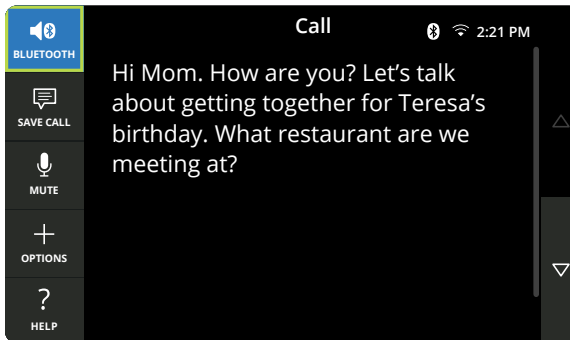 Call
2:21 PM
BLUETOOTH
SAVE CALL
MUTE
OPTIONS
?
HELP
Hi Mom. How are you? Let’s talk
about getting together for Teresa’s
birthday. What restaurant are we
meeting at?